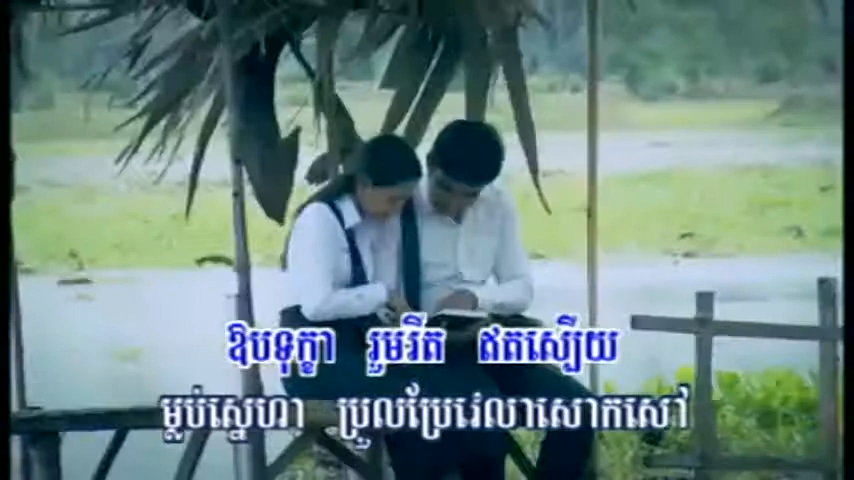 ឱបទុក្ខា រួមរឹត ឥតស្បើយ
ម្លប់ស្នេហា ប្រួលប្រែវេលាសោកសៅ